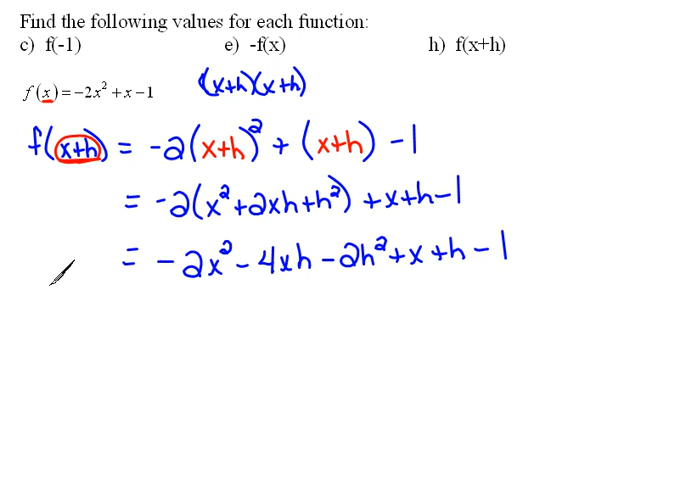 Find the following values for each function:
c) f(-1) e) -f(x) h) f(x+h)
f(x)=-2x²+x-1 (x+h)(x+h)
f(x+h) = -2(x+h)² + (x+h) -1
= -2(x²+2xh+h²) +x+h-1
= -2x²-4xh-2h²+x+h-1